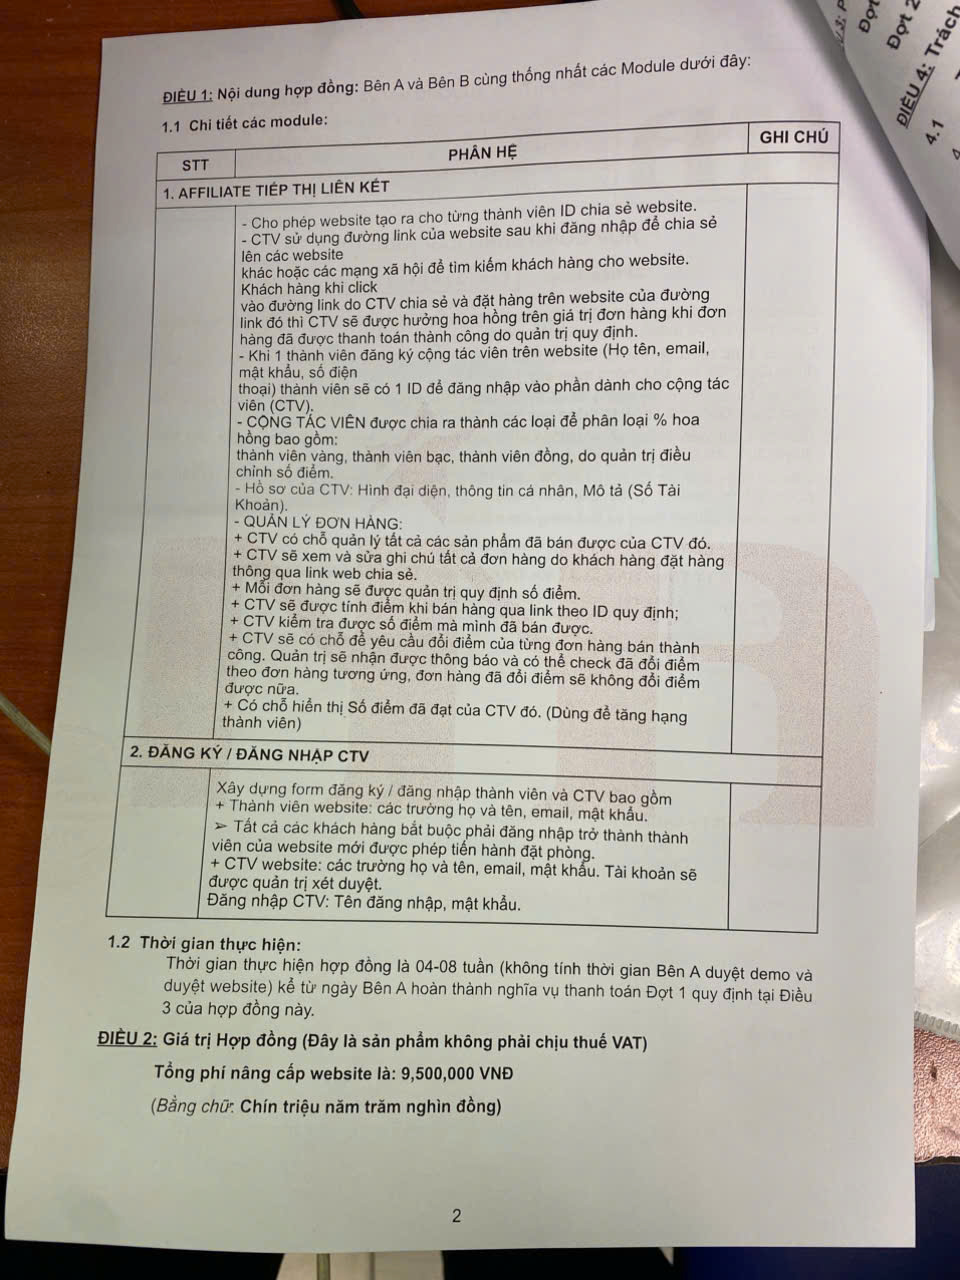 ĐIỀU 1: Nội dung hợp đồng: Bên A và Bên B cùng thống nhất các Module dưới đây:
1.1 Chi tiết các module:
STT
PHÂN HỆ
GHI CHÚ
1. AFFILIATE TIẾP THỊ LIÊN KẾT
- Cho phép website tạo ra cho từng thành viên ID chia sẻ website.
- CTV sử dụng đường link của website sau khi đăng nhập để chia sẻ
lên các website
khác hoặc các mạng xã hội để tìm kiếm khách hàng cho website.
Khách hàng khi click
vào đường link do CTV chia sẻ và đặt hàng trên website của đường
link đó thì CTV sẽ được hưởng hoa hồng trên giá trị đơn hàng khi đơn
hàng đã được thanh toán thành công do quản trị quy định.
- Khi 1 thành viên đăng ký cộng tác viên trên website (Họ tên, email,
mật khẩu, số điện
thoại) thành viên sẽ có 1 ID để đăng nhập vào phần dành cho cộng tác
viên (CTV).
- CỘNG TÁC VIÊN được chia ra thành các loại để phân loại % hoa
hồng bao gồm:
thành viên vàng, thành viên bạc, thành viên đồng, do quản trị điều
chỉnh số điểm.
- Hồ sơ của CTV: Hình đại diện, thông tin cá nhân, Mô tả (Số Tài
Khoản).
- QUẢN LÝ ĐƠN HÀNG:
+ CTV có chỗ quản lý tất cả các sản phẩm đã bán được của CTV đó.
+ CTV sẽ xem và sửa ghi chú tất cả đơn hàng do khách hàng đặt hàng
thông qua link web chia sẻ.
+ Mỗi đơn hàng sẽ được quản trị quy định số điểm.
+ CTV sẽ được tính điểm khi bán hàng qua link theo ID quy định;
+ CTV kiểm tra được số điểm mà mình đã bán được.
+ CTV sẽ có chỗ để yêu cầu đổi điểm của từng đơn hàng bán thành
công. Quản trị sẽ nhận được thông báo và có thể check đã đổi điểm
theo đơn hàng tương ứng, đơn hàng đã đổi điểm sẽ không đổi điểm
được nữa.
+ Có chỗ hiển thị Số điểm đã đạt của CTV đó. (Dùng để tăng hạng
thành viên)
2. ĐĂNG KÝ / ĐĂNG NHẬP CTV
Xây dựng form đăng ký / đăng nhập thành viên và CTV bao gồm
+ Thành viên website: các trường họ và tên, email, mật khẩu.
➢ Tất cả các khách hàng bắt buộc phải đăng nhập trở thành thành
viên của website mới được phép tiến hành đặt phòng.
+ CTV website: các trường họ và tên, email, mật khẩu. Tài khoản sẽ
được quản trị xét duyệt.
Đăng nhập CTV: Tên đăng nhập, mật khẩu.
1.2 Thời gian thực hiện:
Thời gian thực hiện hợp đồng là 04-08 tuần (không tính thời gian Bên A duyệt demo và
duyệt website) kể từ ngày Bên A hoàn thành nghĩa vụ thanh toán Đợt 1 quy định tại Điều
3 của hợp đồng này.
ĐIỀU 2: Giá trị Hợp đồng (Đây là sản phẩm không phải chịu thuế VAT)
Tổng phí nâng cấp website là: 9,500,000 VNĐ
(Bằng chữ: Chín triệu năm trăm nghìn đồng)
2
Đợt
Đợt 2
ĐIỀU 4: Trách
4.1